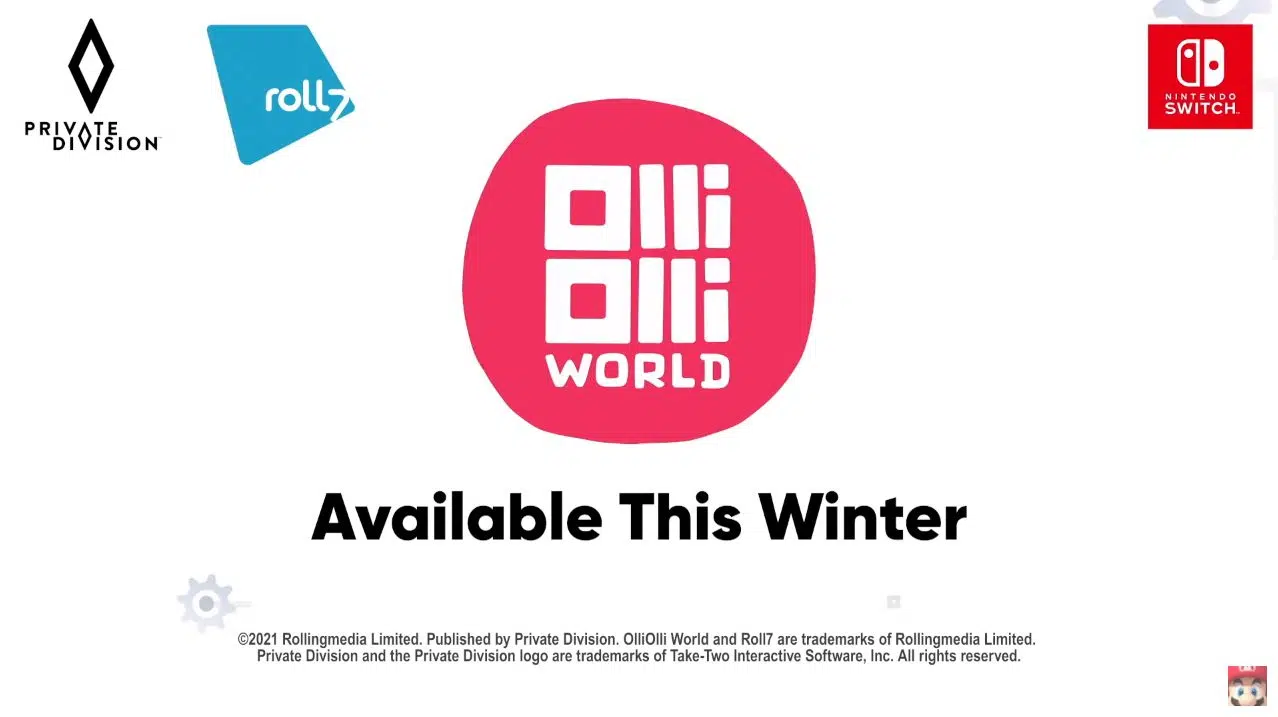 PRIVATE
DIVISION
roll7
NINTENDO
SWITCH
Olli
Olli
WORLD
Available This Winter
©2021 Rollingmedia Limited. Published by Private Division. OlliOlli World and Roll7 are trademarks of Rollingmedia Limited.
Private Division and the Private Division logo are trademarks of Take-Two Interactive Software, Inc. All rights reserved.